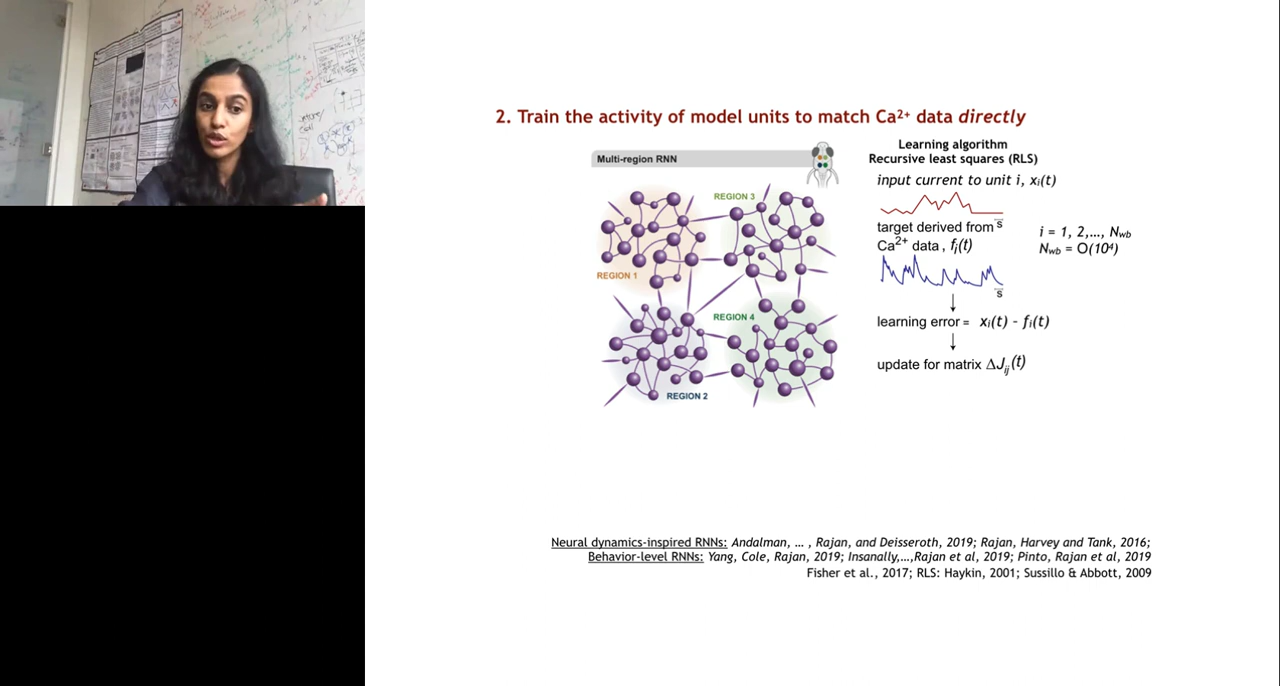 2. Train the activity of model units to match Ca²⁺ data directly
Multi-region RNN
REGION 3
REGION 1
REGION 4
REGION 2
Learning algorithm
Recursive least squares (RLS)
input current to unit i, xᵢ(t)
s
target derived from
Ca²⁺ data , fᵢ(t)
i = 1, 2,..., Nwb
Nwb = O(10⁴)
s
learning error = xᵢ(t) - fᵢ(t)
update for matrix ΔJᵢⱼ(t)
Neural dynamics-inspired RNNs: Andalman, ... , Rajan, and Deisseroth, 2019; Rajan, Harvey and Tank, 2016;
Behavior-level RNNs: Yang, Cole, Rajan, 2019; Insanally,...,Rajan et al, 2019; Pinto, Rajan et al, 2019
Fisher et al., 2017; RLS: Haykin, 2001; Sussillo & Abbott, 2009